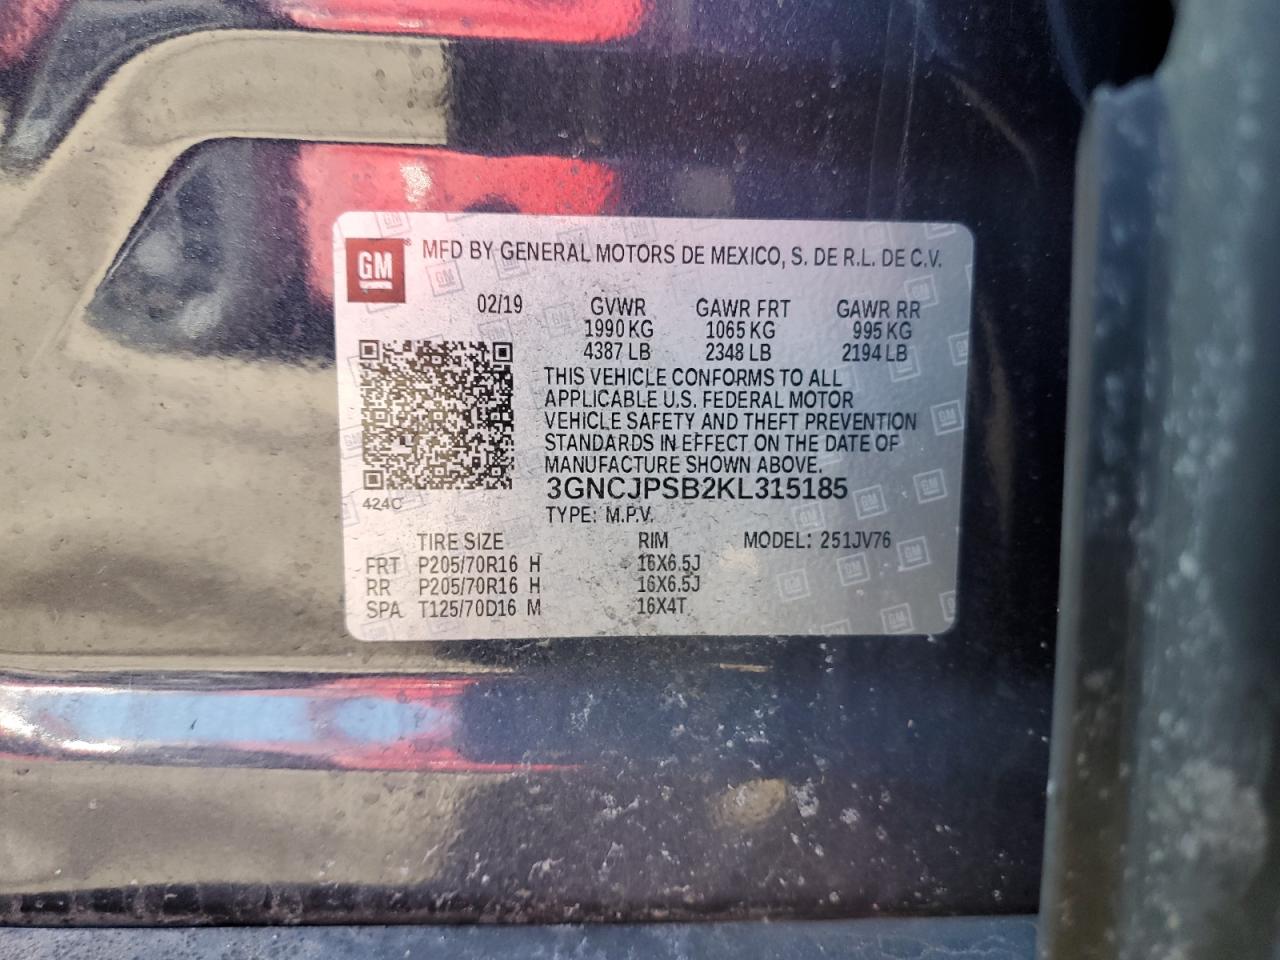 GM
MFD BY GENERAL MOTORS DE MEXICO, S. DE R.L. DE C.V.
02/19 GVWR GAWR FRT GAWR RR
1990 KG 1065 KG 995 KG
4387 LB 2348 LB 2194 LB
THIS VEHICLE CONFORMS TO ALL
APPLICABLE U.S. FEDERAL MOTOR
VEHICLE SAFETY AND THEFT PREVENTION
STANDARDS IN EFFECT ON THE DATE OF
MANUFACTURE SHOWN ABOVE.
3GNCJPSB2KL315185
424C
TYPE: M.P.V.
TIRE SIZE RIM MODEL: 251JV76
FRT P205/70R16 H 16X6.5J
RR P205/70R16 H 16X6.5J
SPA T125/70D16 M 16X4T